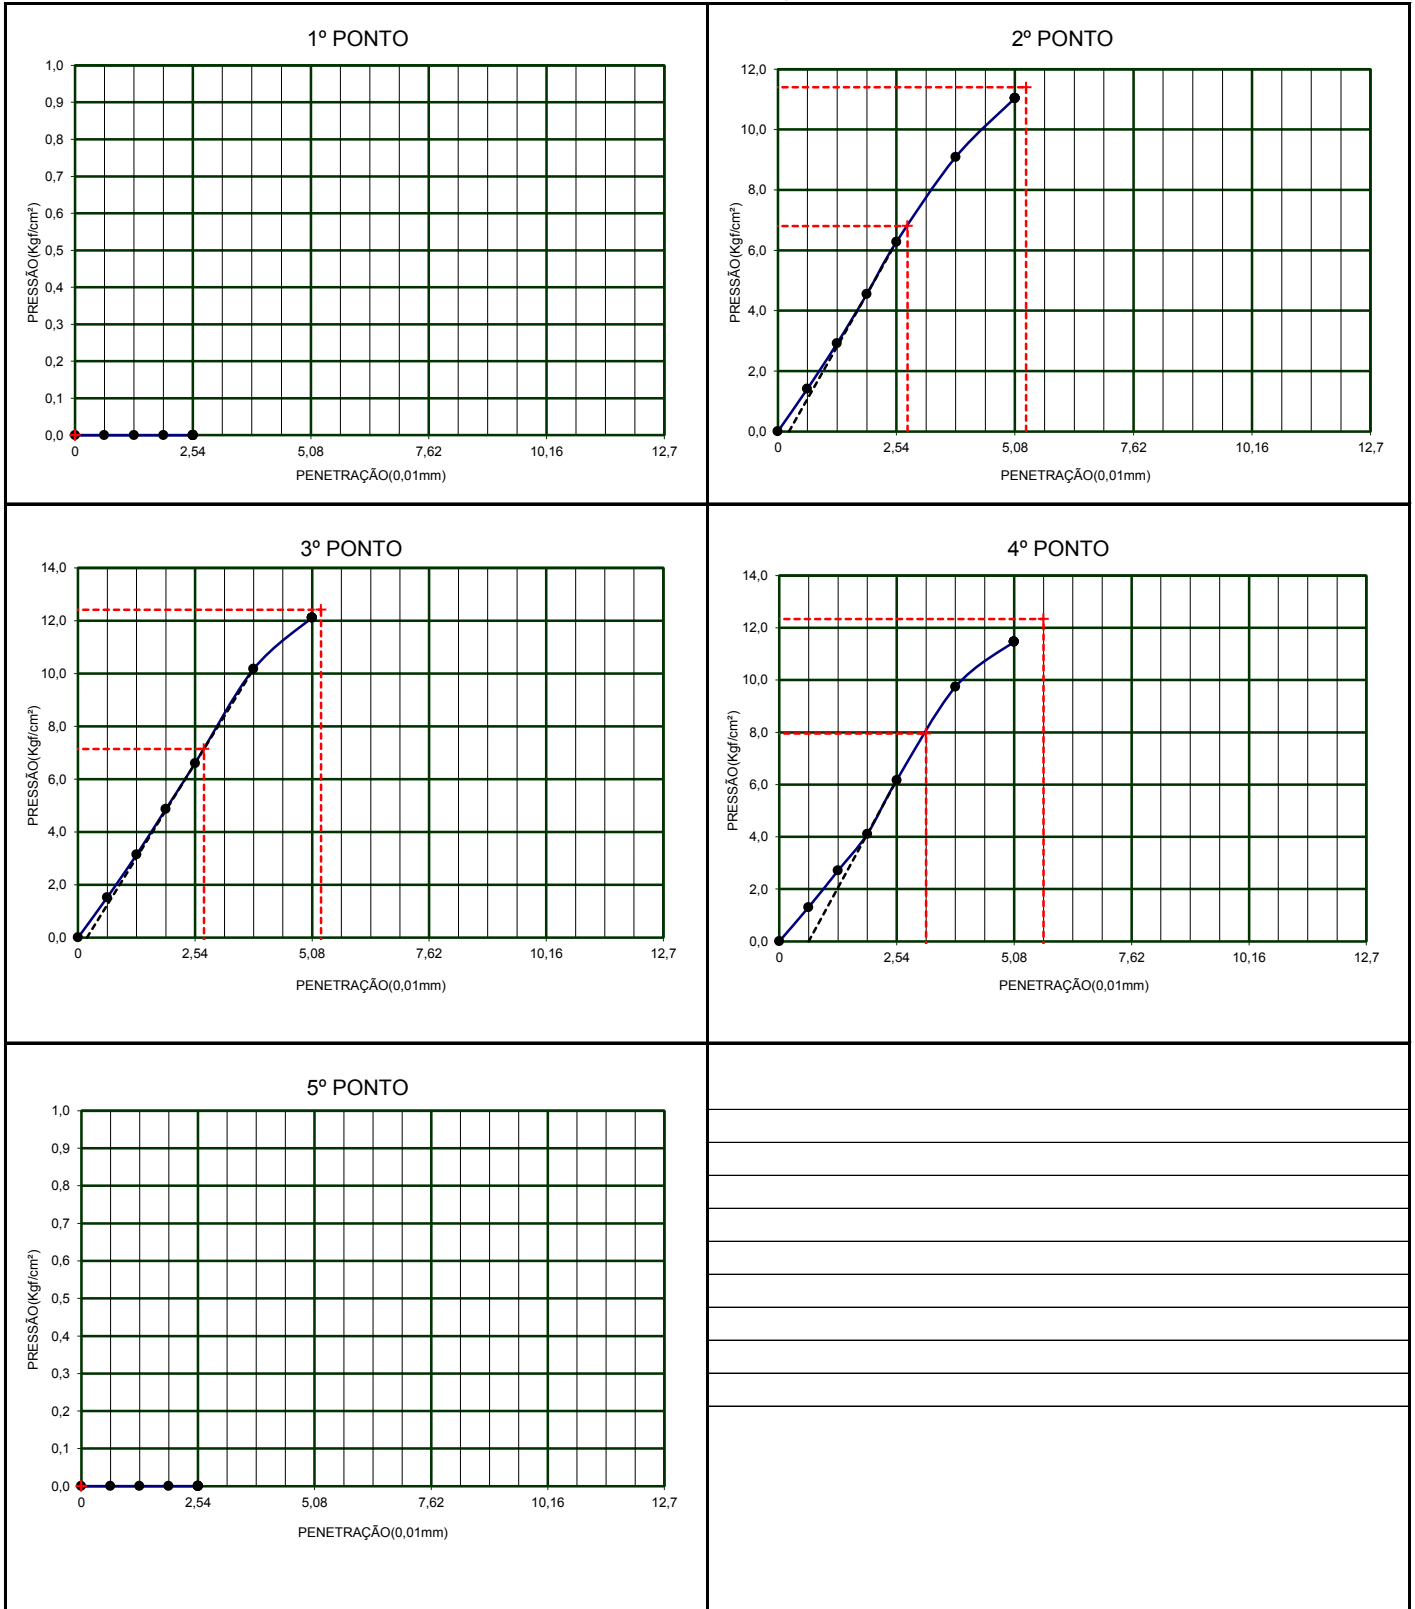 1º PONTO
1,0
0,9
0,8
0,7
0,6
0,5
0,4
0,3
0,2
0,1
0,0
PRESSÃO(Kgf/cm²)
0 2,54 5,08 7,62 10,16 12,7
PENETRAÇÃO(0,01mm)
2º PONTO
12,0
10,0
8,0
6,0
4,0
2,0
0,0
PRESSÃO(Kgf/cm²)
0 2,54 5,08 7,62 10,16 12,7
PENETRAÇÃO(0,01mm)
3º PONTO
14,0
12,0
10,0
8,0
6,0
4,0
2,0
0,0
PRESSÃO(Kgf/cm²)
0 2,54 5,08 7,62 10,16 12,7
PENETRAÇÃO(0,01mm)
4º PONTO
14,0
12,0
10,0
8,0
6,0
4,0
2,0
0,0
PRESSÃO(Kgf/cm²)
0 2,54 5,08 7,62 10,16 12,7
PENETRAÇÃO(0,01mm)
5º PONTO
1,0
0,9
0,8
0,7
0,6
0,5
0,4
0,3
0,2
0,1
0,0
PRESSÃO(Kgf/cm²)
0 2,54 5,08 7,62 10,16 12,7
PENETRAÇÃO(0,01mm)